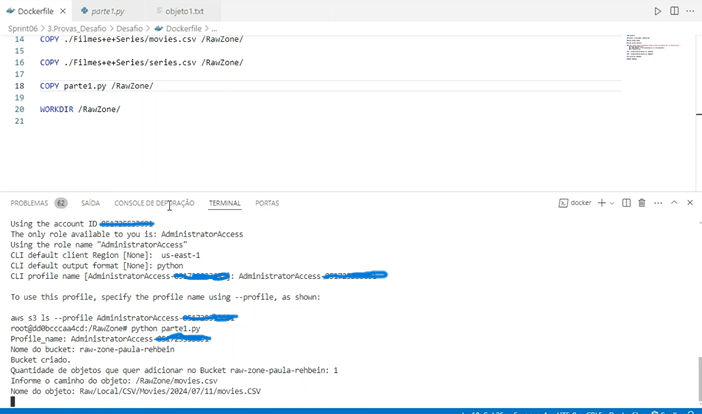 Dockerfile
parte1.py
objeto1.txt
Sprint06 > 3.Provas_Desafio > Desafio > Dockerfile > ...
14 COPY ./Filmes+e+Series/movies.csv /RawZone/
15
16 COPY ./Filmes+e+Series/series.csv /RawZone/
17
18 COPY parte1.py /RawZone/
19
20 WORKDIR /RawZone/
21
PROBLEMAS 62 SAÍDA CONSOLE DE DEPURAÇÃO TERMINAL PORTAS docker
Using the account ID
The only role available to you is: AdministratorAccess
Using the role name "AdministratorAccess"
CLI default client Region [None]: us-east-1
CLI default output format [None]: python
CLI profile name [AdministratorAccess-]: AdministratorAccess-
To use this profile, specify the profile name using --profile, as shown:
aws s3 ls --profile AdministratorAccess-
root@dd0bcccaa4cd:/RawZone# python parte1.py
Profile_name: AdministratorAccess-
Nome do bucket: raw-zone-paula-rehbein
Bucket criado.
Quantidade de objetos que quer adicionar no Bucket raw-zone-paula-rehbein: 1
Informe o caminho do objeto: /RawZone/movies.csv
Nome do objeto: Raw/Local/CSV/Movies/2024/07/11/movies.CSV